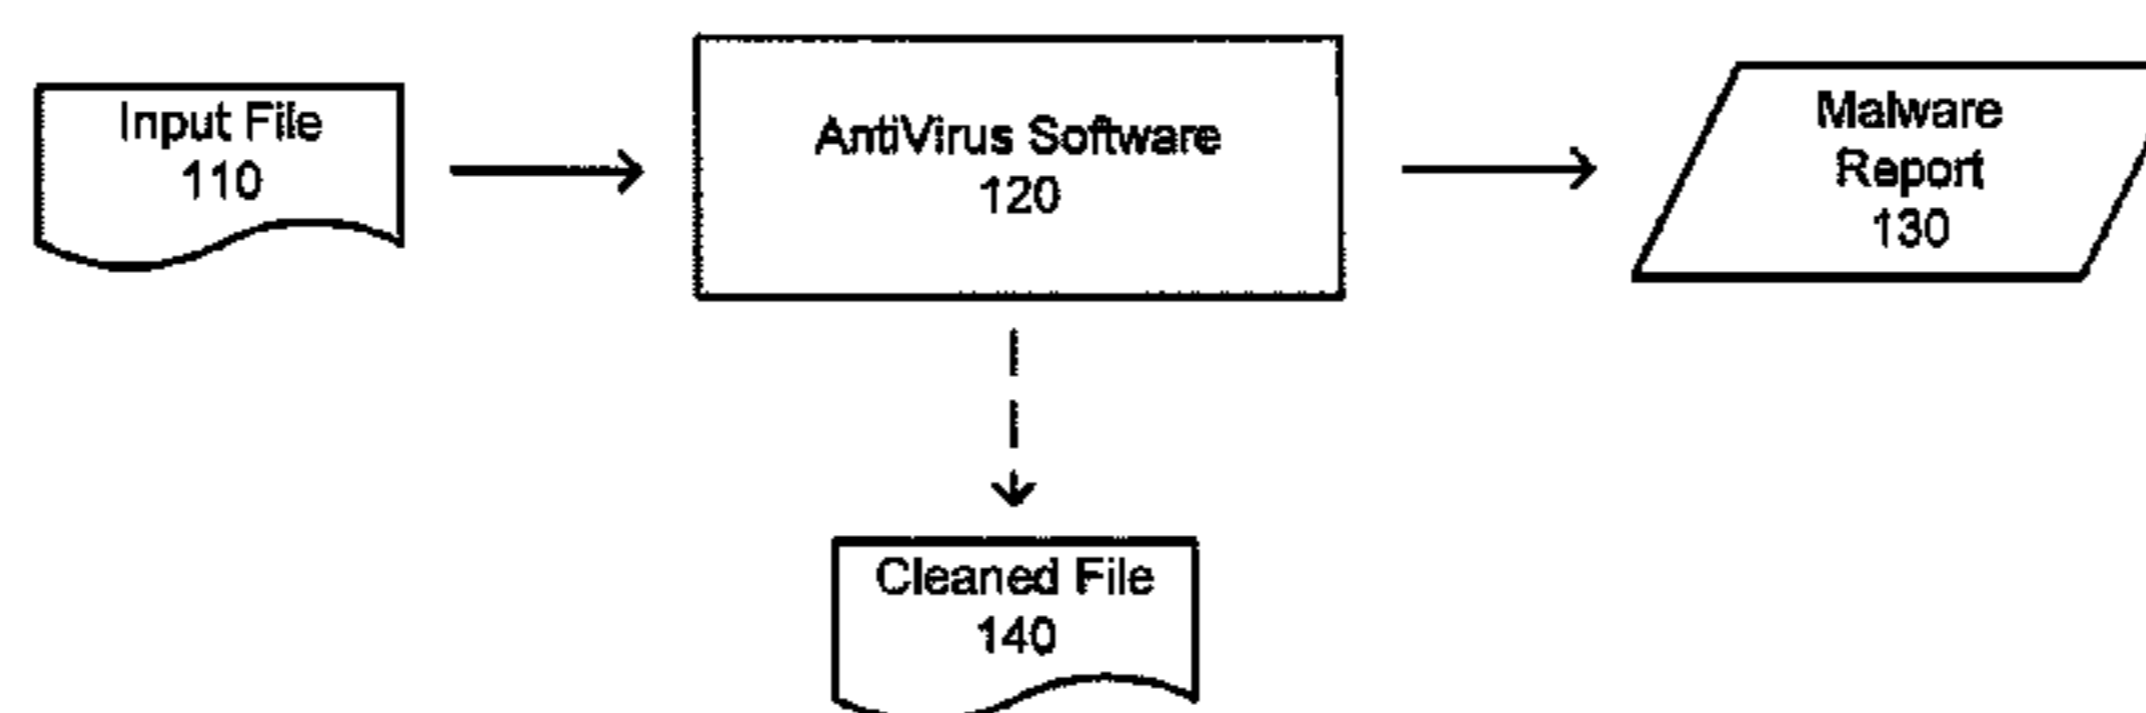 Input File
110
AntiVirus Software
120
Malware
Report
130
Cleaned File
140